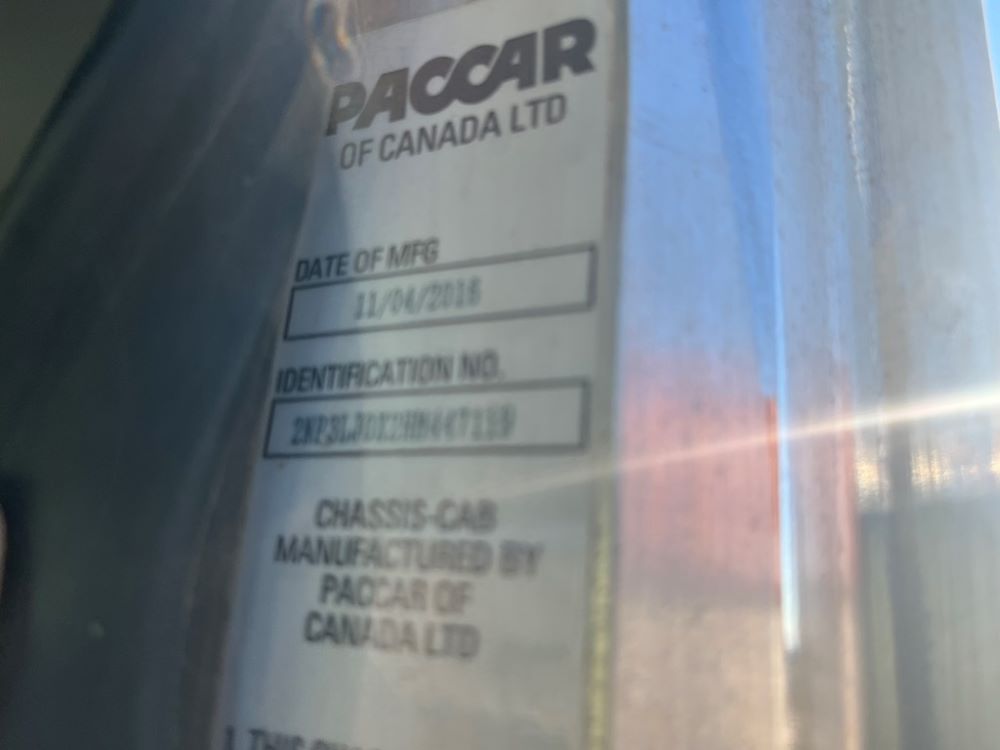 PACCAR
OF CANADA LTD
DATE OF MFG
11/04/2016
IDENTIFICATION NO.
CHASSIS-CAB
MANUFACTURED BY
PACCAR OF
CANADA LTD